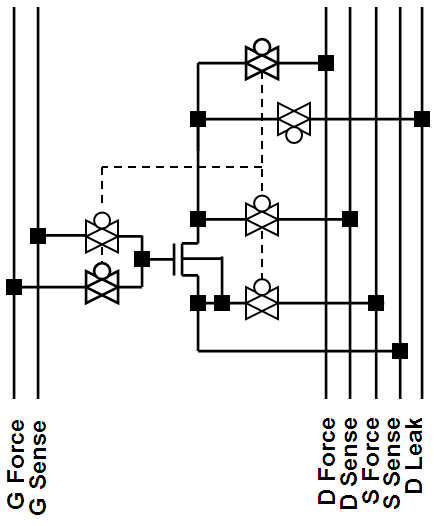 G Force
G Sense
D Force
D Sense
S Force
S Sense
D Leak